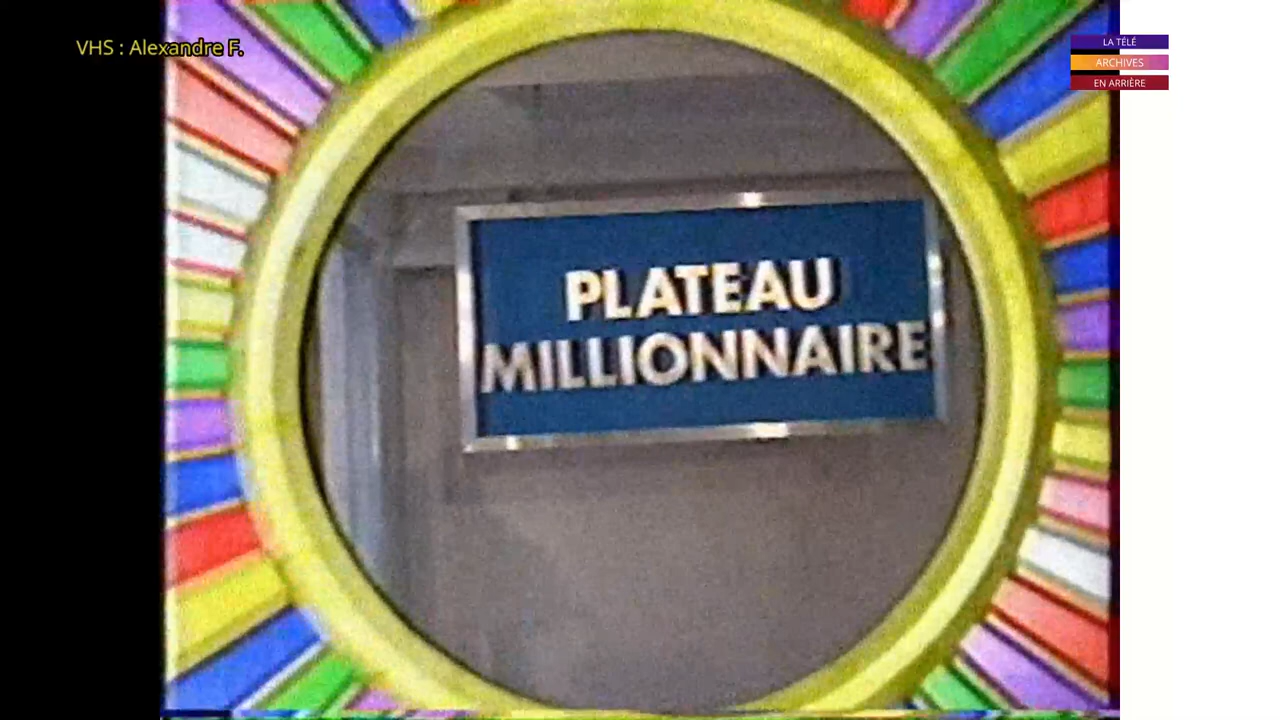 VHS : Alexandre F.
LA TÉLÉ
ARCHIVES
EN ARRIÈRE
PLATEAU
MILLIONNAIRE